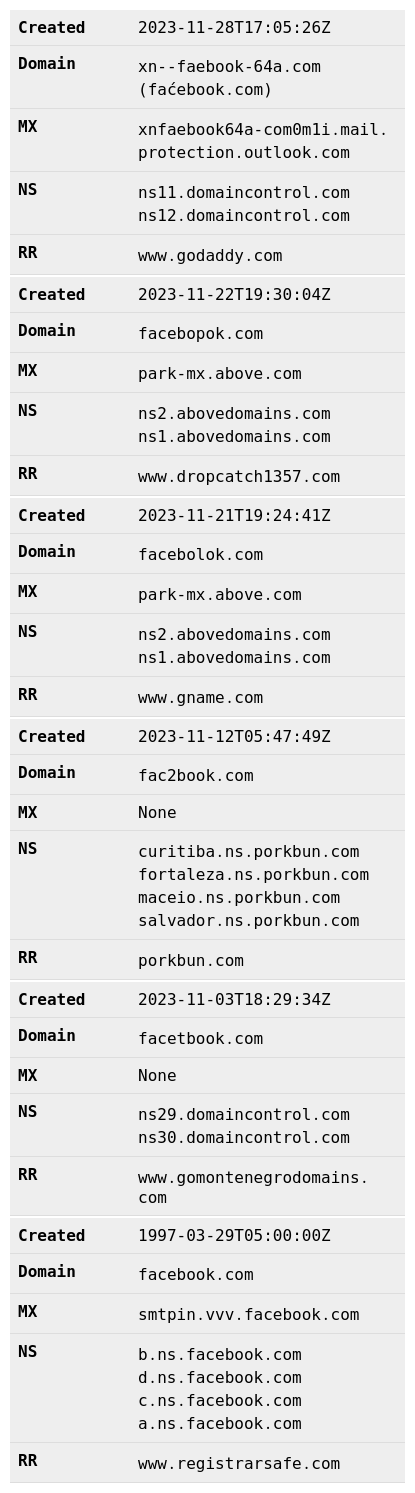 Created 2023-11-28T17:05:26Z
Domain xn--faebook-64a.com
(faćebook.com)
MX xnfaebook64a-com0m1i.mail.
protection.outlook.com
NS ns11.domaincontrol.com
ns12.domaincontrol.com
RR www.godaddy.com
Created 2023-11-22T19:30:04Z
Domain facebopok.com
MX park-mx.above.com
NS ns2.abovedomains.com
ns1.abovedomains.com
RR www.dropcatch1357.com
Created 2023-11-21T19:24:41Z
Domain facebolok.com
MX park-mx.above.com
NS ns2.abovedomains.com
ns1.abovedomains.com
RR www.gname.com
Created 2023-11-12T05:47:49Z
Domain fac2book.com
MX None
NS curitiba.ns.porkbun.com
fortaleza.ns.porkbun.com
maceio.ns.porkbun.com
salvador.ns.porkbun.com
RR porkbun.com
Created 2023-11-03T18:29:34Z
Domain facetbook.com
MX None
NS ns29.domaincontrol.com
ns30.domaincontrol.com
RR www.gomontenegrodomains.
com
Created 1997-03-29T05:00:00Z
Domain facebook.com
MX smtpin.vvv.facebook.com
NS b.ns.facebook.com
d.ns.facebook.com
c.ns.facebook.com
a.ns.facebook.com
RR www.registrarsafe.com